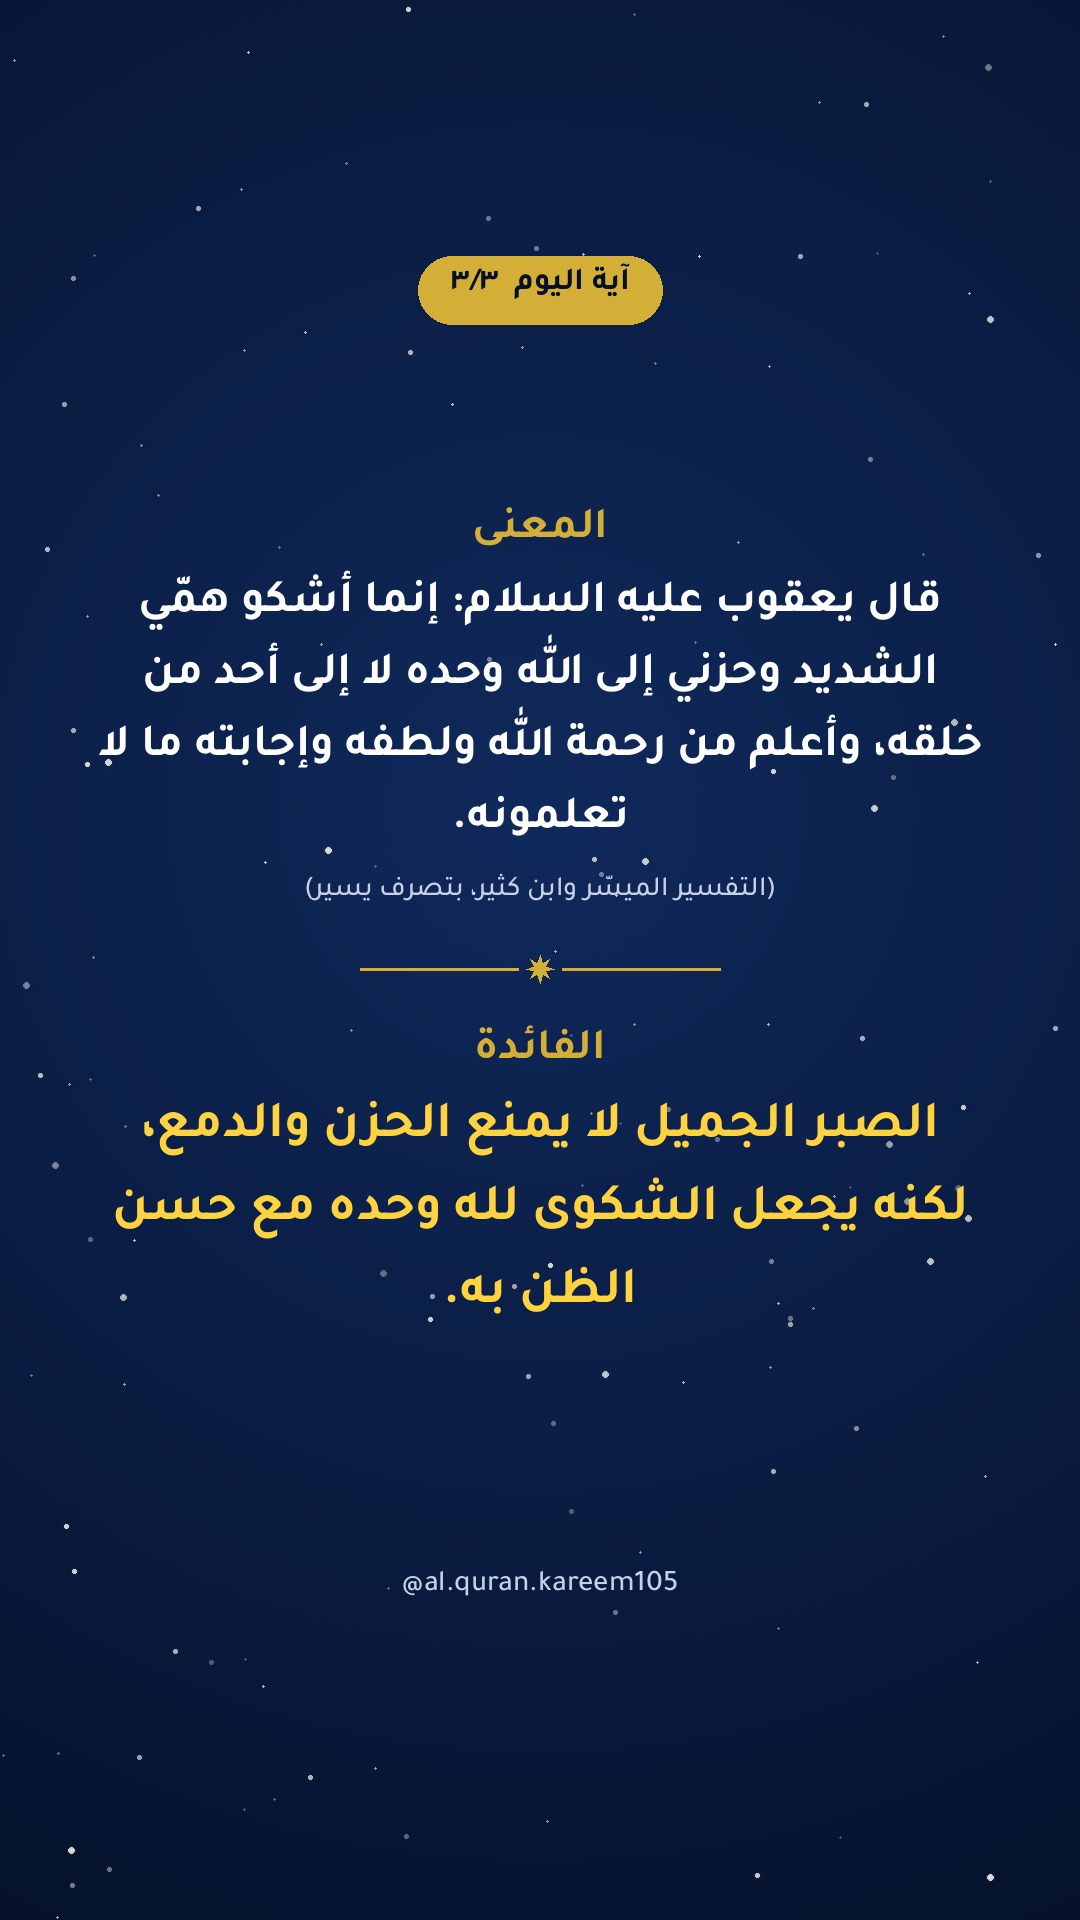 آية اليوم ٣/٣
المعنى
قال يعقوب عليه السلام: إنما أشكو همّي
الشديد وحزني إلى الله وحده لا إلى أحد من
خلقه، وأعلم من رحمة الله ولطفه وإجابته ما لا
تعلمونه.
(التفسير الميسّر وابن كثير، بتصرف يسير)
الفائدة
الصبر الجميل لا يمنع الحزن والدمع،
لكنه يجعل الشكوى لله وحده مع حسن
الظن به.
@al.quran.kareem105